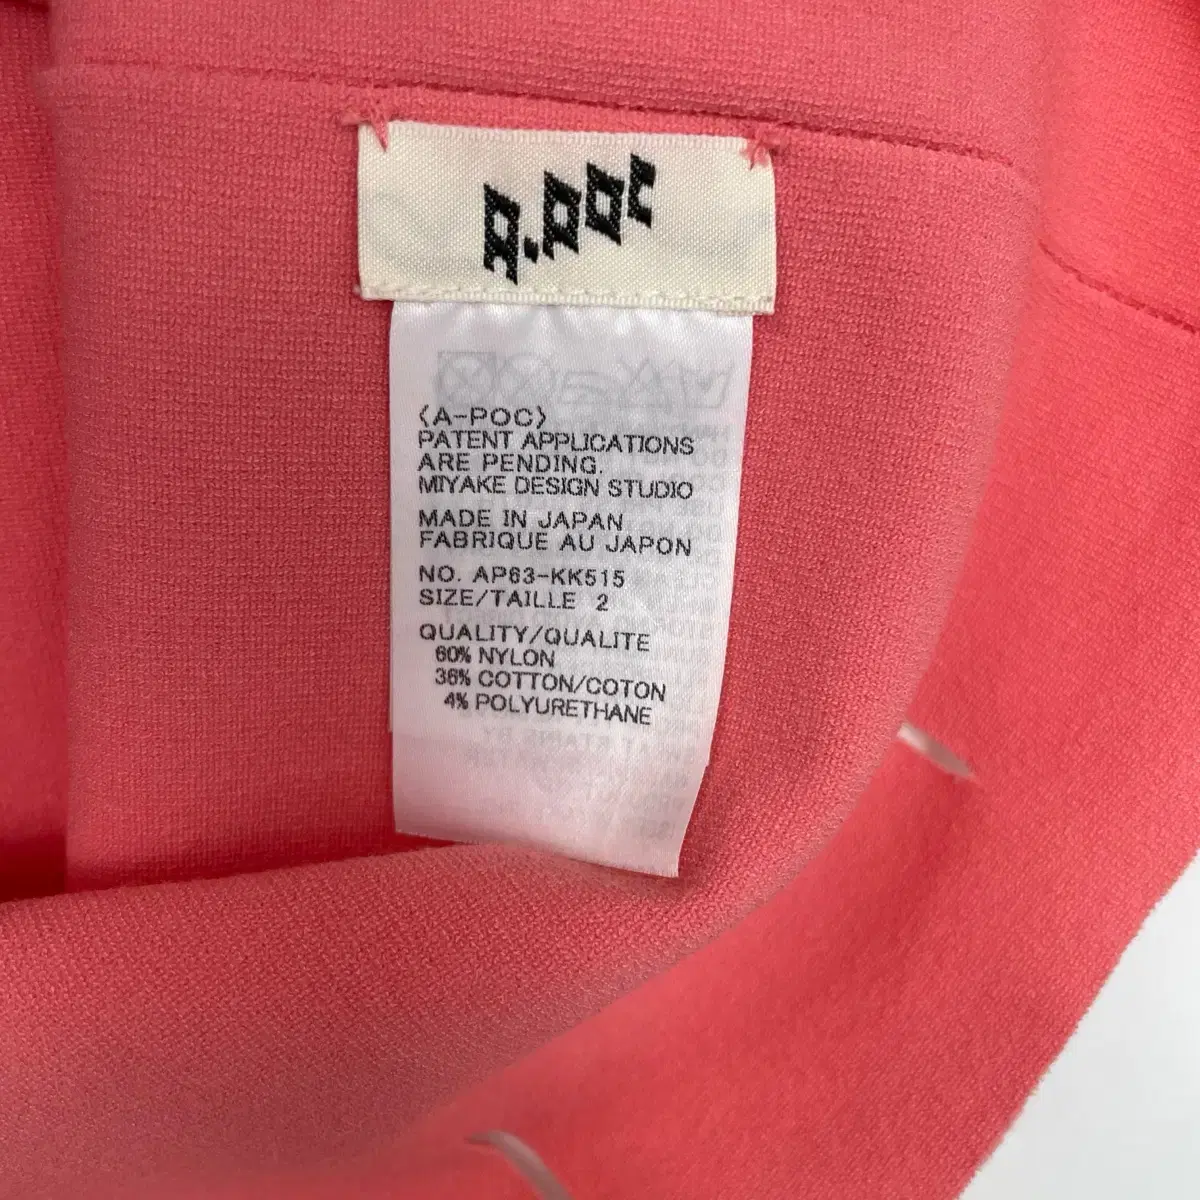 A.POC
〈A-POC〉
PATENT APPLICATIONS
ARE PENDING.
MIYAKE DESIGN STUDIO
MADE IN JAPAN
FABRIQUE AU JAPON
NO. AP63-KK515
SIZE/TAILLE 2
QUALITY/QUALITE
60% NYLON
36% COTTON/COTON
4% POLYURETHANE